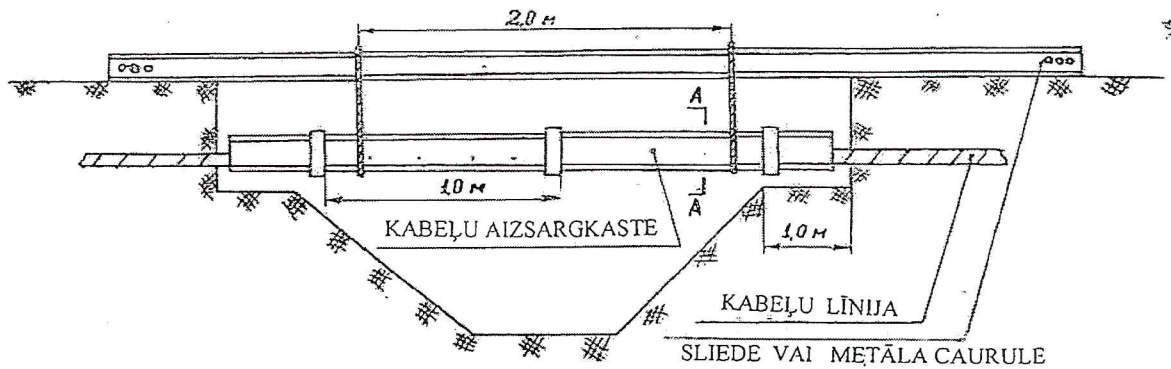 2,0 м
A
A
1,0 м
KABEĻU AIZSARGKASTE
1,0 м
KABEĻU LĪNIJA
SLIEDE VAI METĀLA CAURULE